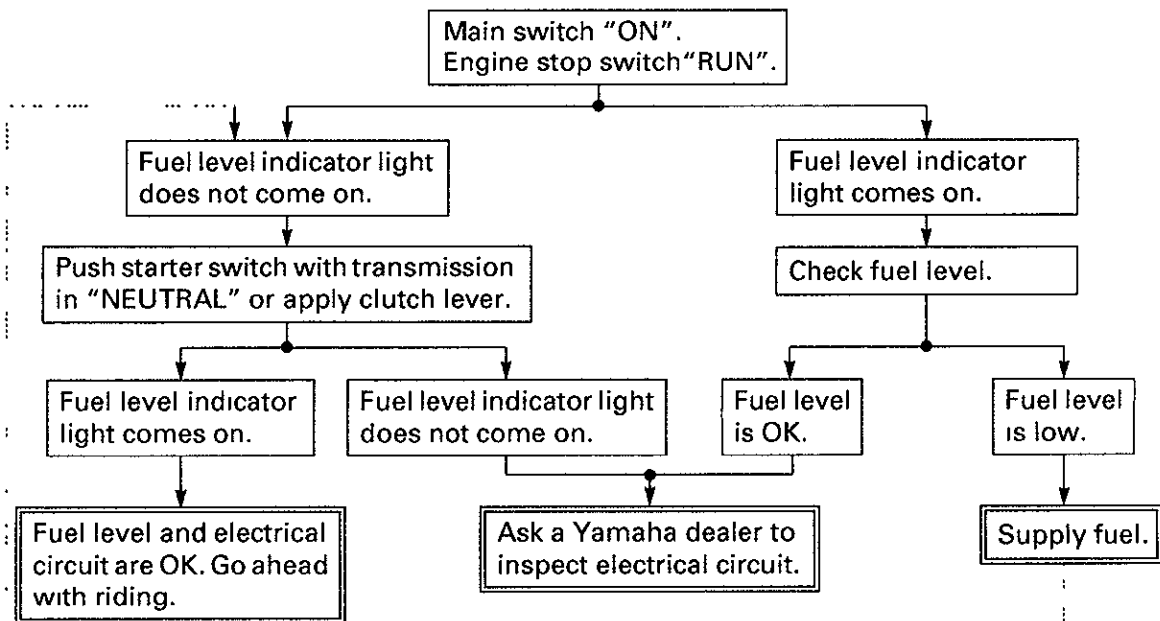 Main switch “ON”.
Engine stop switch“RUN”.
Fuel level indicator light
does not come on.
Fuel level indicator
light comes on.
Push starter switch with transmission
in “NEUTRAL” or apply clutch lever.
Check fuel level.
Fuel level indicator
light comes on.
Fuel level indicator light
does not come on.
Fuel level
is OK.
Fuel level
is low.
Fuel level and electrical
circuit are OK. Go ahead
with riding.
Ask a Yamaha dealer to
inspect electrical circuit.
Supply fuel.